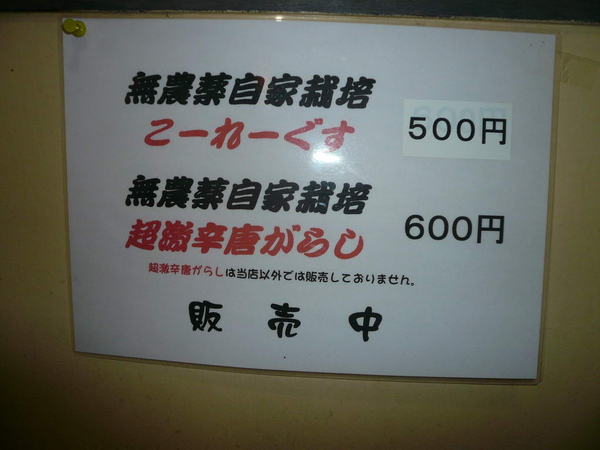 無農薬自家栽培
こーれーぐす 500円
無農薬自家栽培
超激辛唐がらし 600円
超激辛唐がらしは当店以外では販売しておりません。
販売中